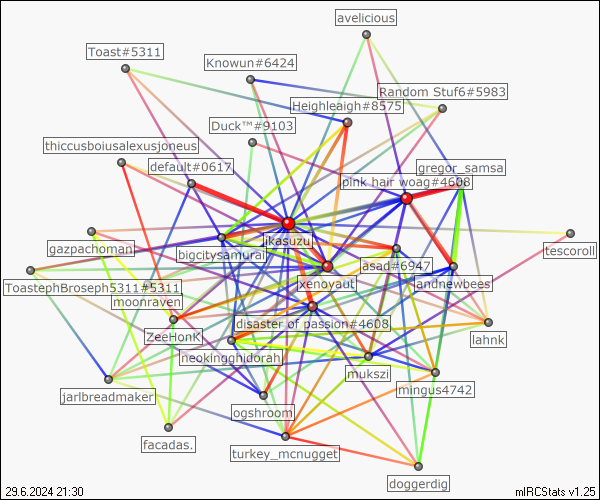 avelicious
Toast#5311
Knowun#6424
Random Stuf6#5983
Heighleaigh#8575
Duck™#9103
thiccusboiusalexusjoneus
default#0617
gregor_samsa
pink hair woag#4608
ikasuzu
gazpachoman
bigcitysamurai
tescoroll
asad#6947
xenoyaut
andnewbees
ToastephBroseph5311#5311
moonraven
disaster of passion#4608
ZeeHonK
lahnk
neokingghidorah
mukszi
mingus4742
jarlbreadmaker
ogshroom
facadas.
turkey_mcnugget
doggerdig
29.6.2024 21:30
mIRCStats v1.25